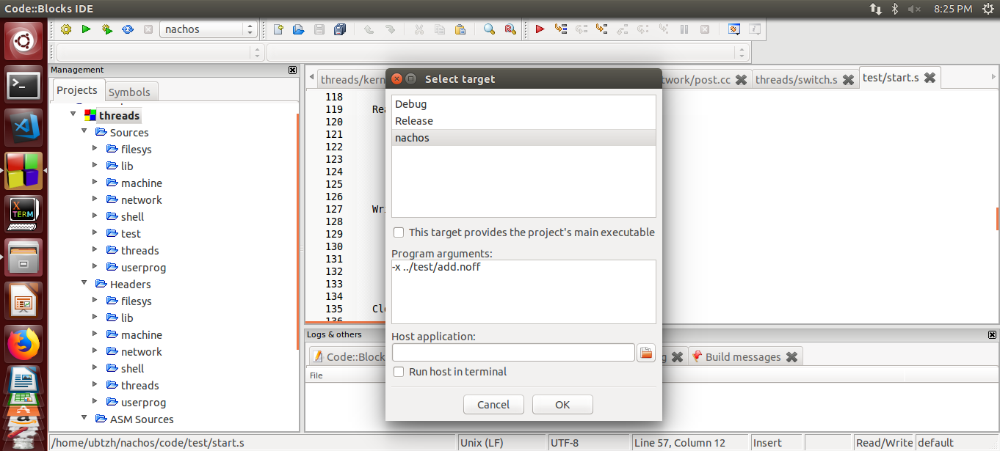 Code::Blocks IDE
8:25 PM
nachos
Management
Projects
Symbols
threads
Sources
filesys
lib
machine
network
shell
test
threads
userprog
Headers
filesys
lib
machine
network
shell
threads
userprog
ASM Sources
threads/kern
twork/post.cc
threads/switch.s
test/start.s
118
119 Rea
120
121
122
123
124
125
126
127 Wri
128
129
130
131
132
133
134
135 Clo
136
Select target
Debug
Release
nachos
This target provides the project's main executable
Program arguments:
-x ../test/add.noff
Host application:
Run host in terminal
Cancel
OK
Logs & others
Code::Block
g
Build messages
File
X
TERM
/home/ubtzh/nachos/code/test/start.s
Unix (LF)
UTF-8
Line 57, Column 12
Insert
Read/Write
default